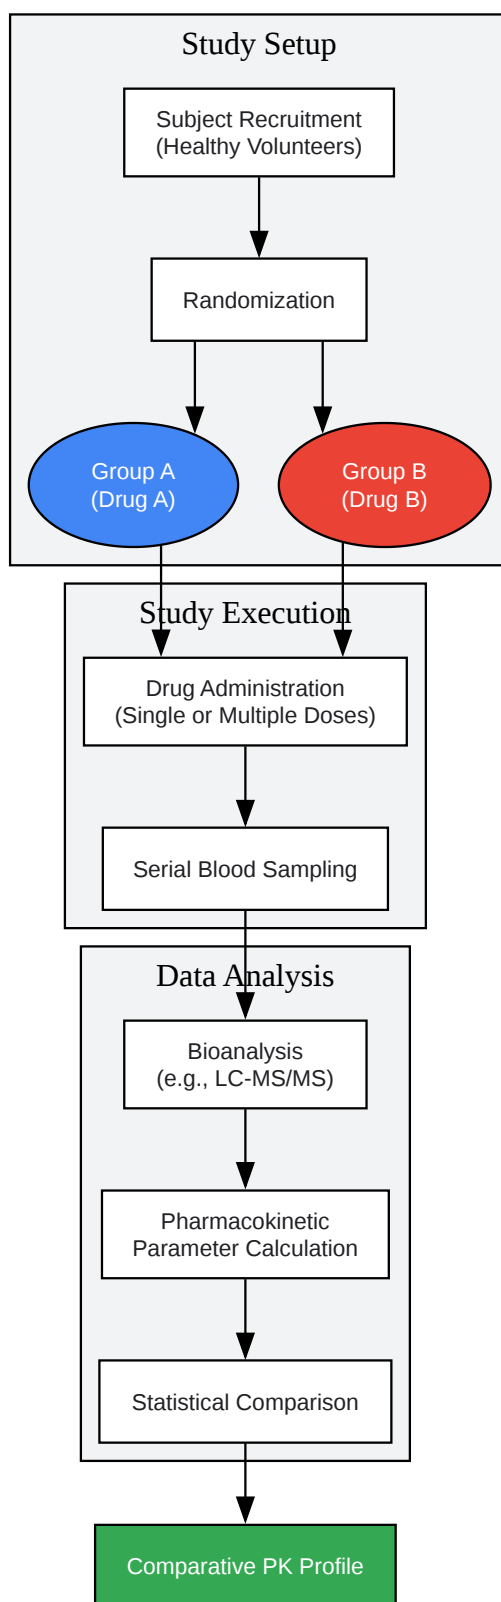 Study Setup
Subject Recruitment
(Healthy Volunteers)
Randomization
Group A
(Drug A)
Group B
(Drug B)
Study Execution
Drug Administration
(Single or Multiple Doses)
Serial Blood Sampling
Data Analysis
Bioanalysis
(e.g., LC-MS/MS)
Pharmacokinetic
Parameter Calculation
Statistical Comparison
Comparative PK Profile